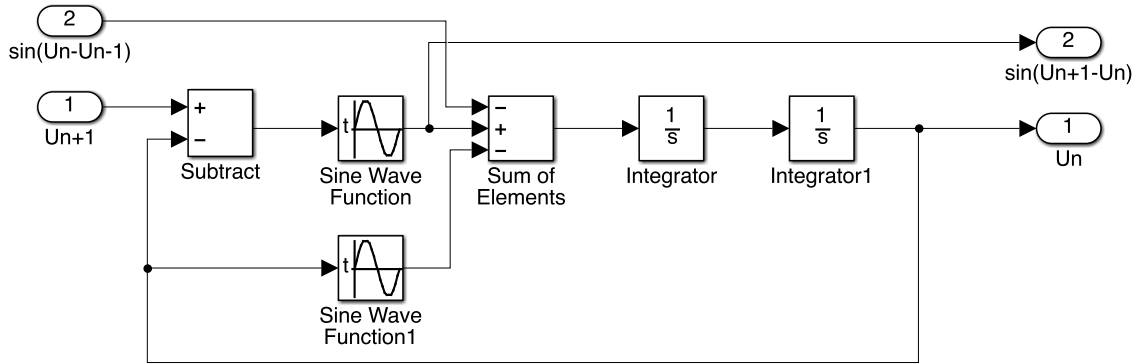 2
sin(Un-Un-1)
2
sin(Un+1-Un)
1
Un+1
+
−
Subtract
t
Sine Wave
Function
−
+
−
Sum of
Elements
1
s
Integrator
1
s
Integrator1
1
Un
t
Sine Wave
Function1